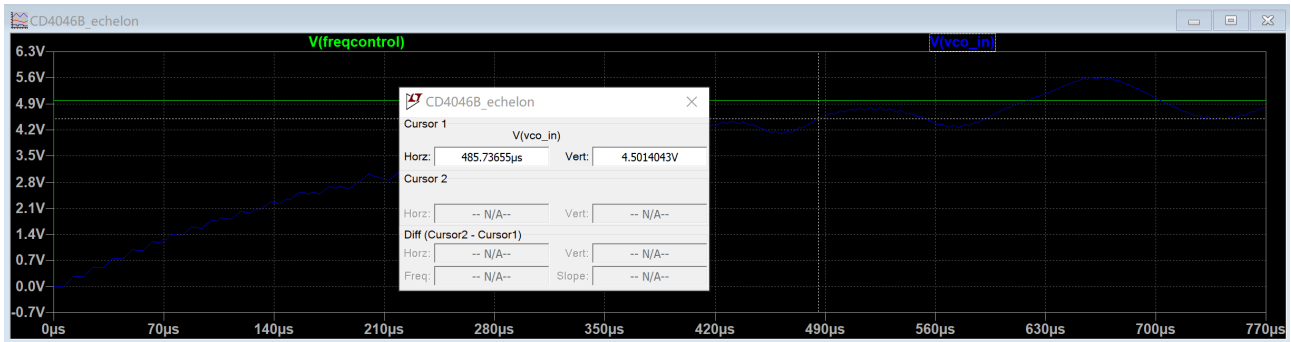 CD4046B_echelon
V(freqcontrol) V(vco_in)
6.3V
5.6V
4.9V
4.2V
3.5V
2.8V
2.1V
1.4V
0.7V
0.0V
-0.7V
CD4046B_echelon
Cursor 1
V(vco_in)
Horz: 485.73655µs Vert: 4.5014043V
Cursor 2
Horz: -- N/A-- Vert: -- N/A--
Diff (Cursor2 - Cursor1)
Horz: -- N/A-- Vert: -- N/A--
Freq: -- N/A-- Slope: -- N/A--
0µs 70µs 140µs 210µs 280µs 350µs 420µs 490µs 560µs 630µs 700µs 770µs